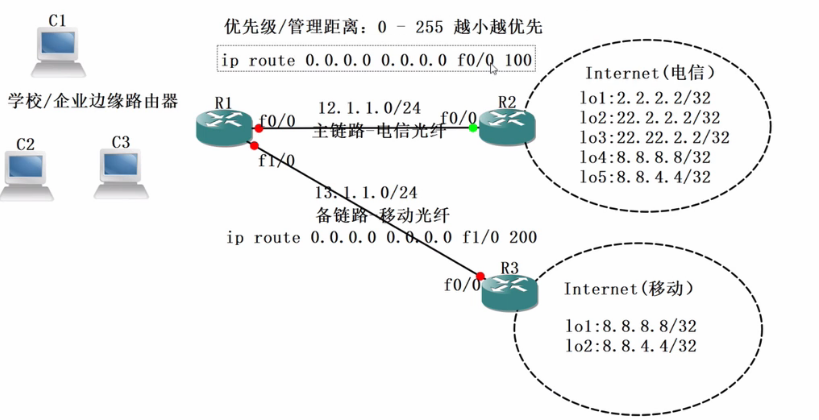 C1
优先级/管理距离：0 - 255 越小越优先
ip route 0.0.0.0 0.0.0.0 f0/0 100
学校/企业边缘路由器
R1
f0/0
f1/0
12.1.1.0/24
主链路-电信光纤
f0/0
R2
Internet(电信)
lo1:2.2.2.2/32
lo2:22.2.2.2/32
lo3:22.22.2.2/32
lo4:8.8.8.8/32
lo5:8.8.4.4/32
C2
C3
13.1.1.0/24
备链路-移动光纤
ip route 0.0.0.0 0.0.0.0 f1/0 200
f0/0
R3
Internet(移动)
lo1:8.8.8.8/32
lo2:8.8.4.4/32